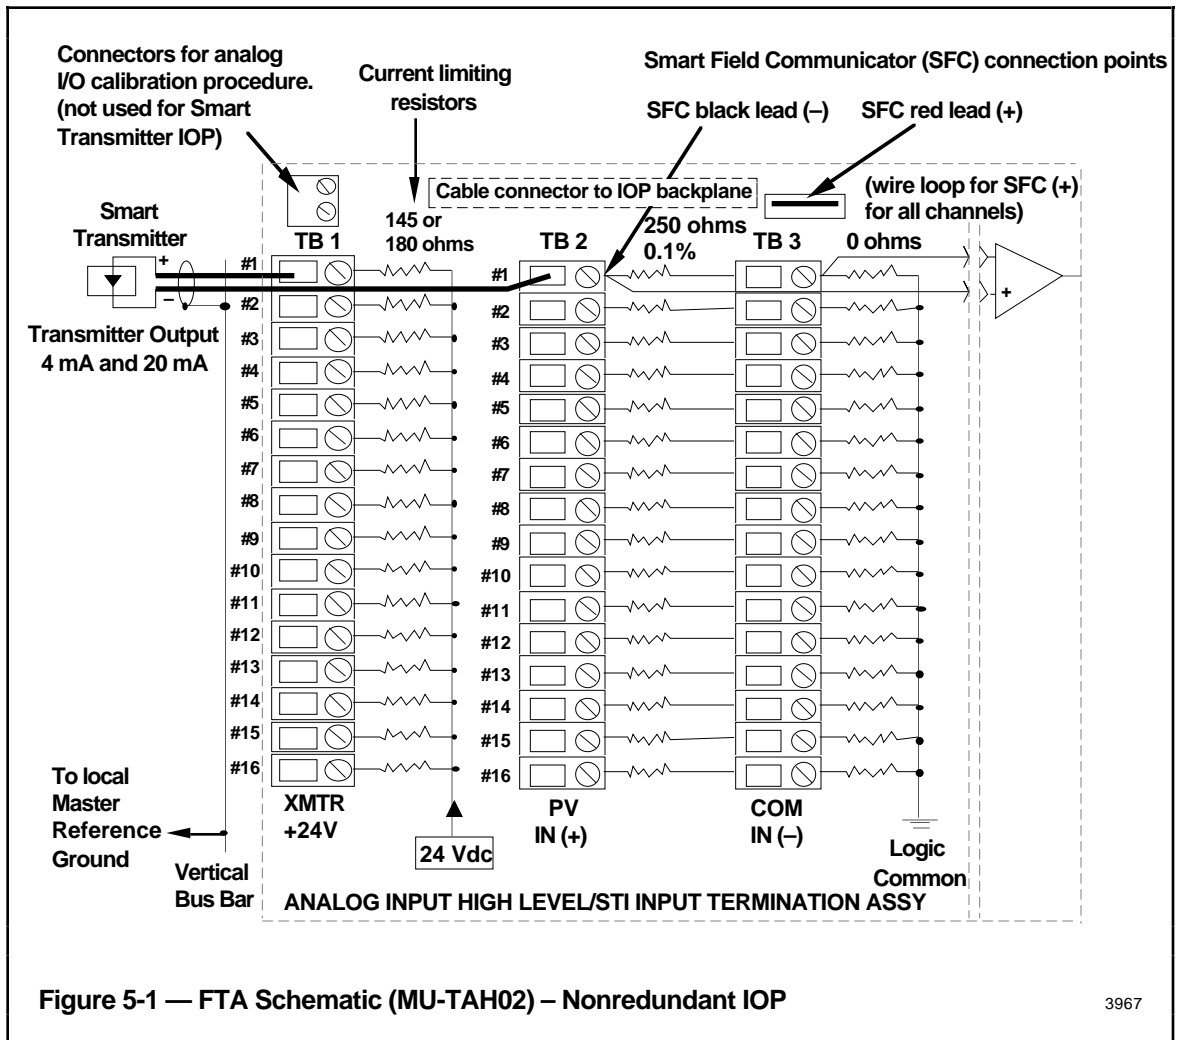 Connectors for analog
I/O calibration procedure.
(not used for Smart
Transmitter IOP)
Current limiting
resistors
Smart Field Communicator (SFC) connection points
SFC black lead (–)
SFC red lead (+)
Cable connector to IOP backplane
(wire loop for SFC (+)
for all channels)
Smart
Transmitter
+
–
Transmitter Output
4 mA and 20 mA
TB 1
145 or
180 ohms
TB 2
250 ohms
0.1%
TB 3
0 ohms
–
+
#1
#2
#3
#4
#5
#6
#7
#8
#9
#10
#11
#12
#13
#14
#15
#16
#1
#2
#3
#4
#5
#6
#7
#8
#9
#10
#11
#12
#13
#14
#15
#16
XMTR
+24V
24 Vdc
PV
IN (+)
COM
IN (–)
Logic
Common
To local
Master
Reference
Ground
Vertical
Bus Bar
ANALOG INPUT HIGH LEVEL/STI INPUT TERMINATION ASSY
Figure 5-1 — FTA Schematic (MU-TAH02) – Nonredundant IOP
3967